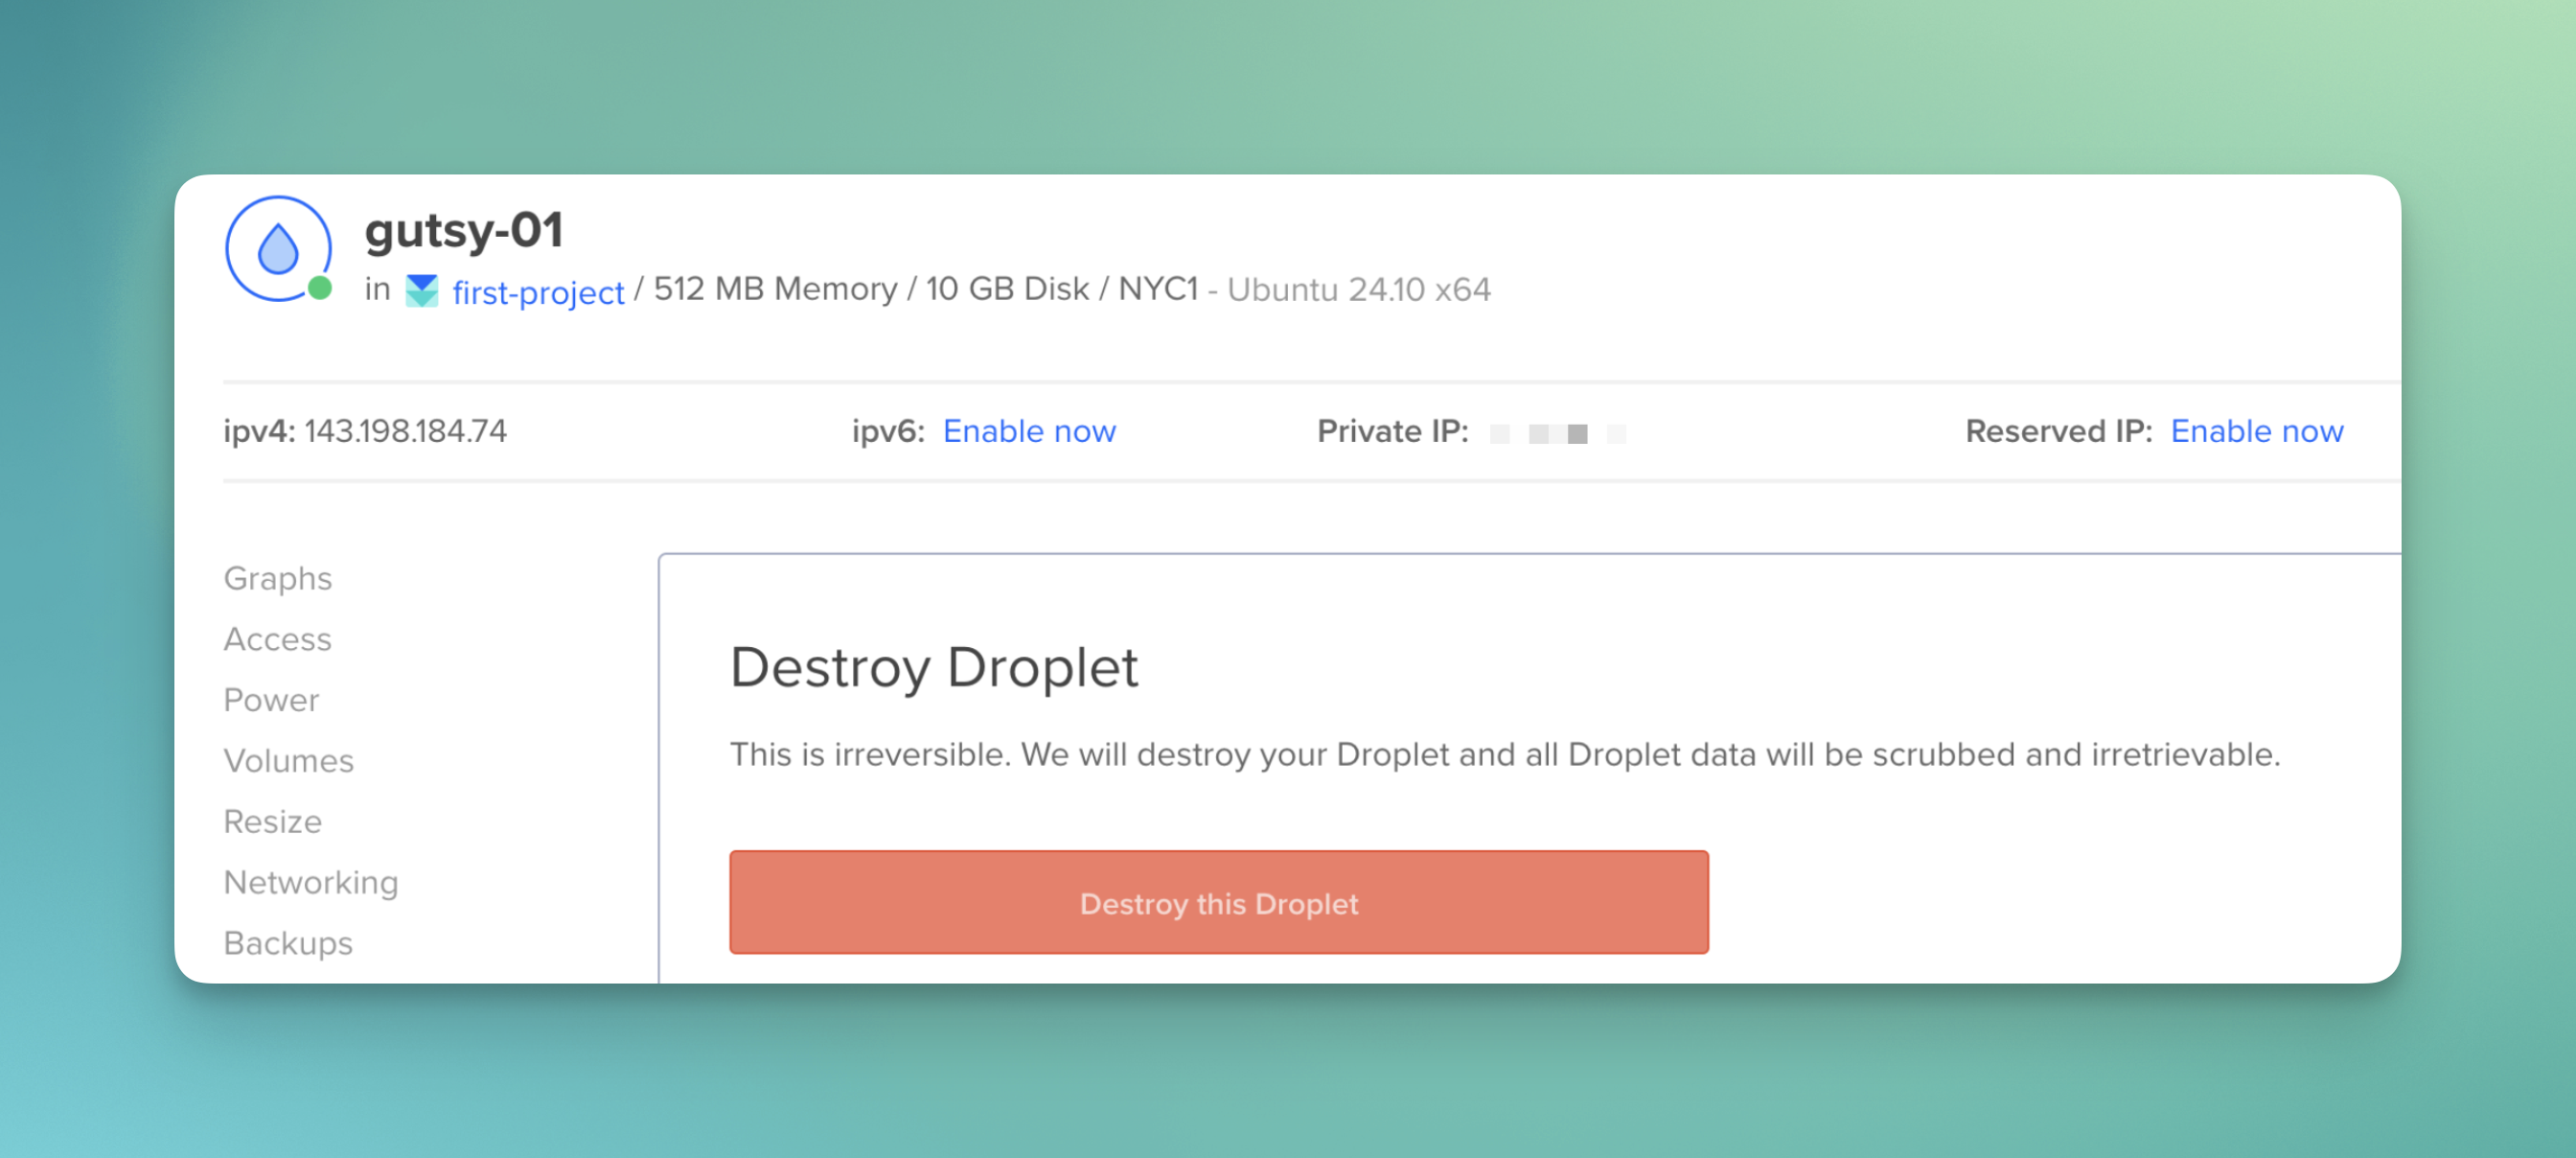 gutsy-01
in first-project / 512 MB Memory / 10 GB Disk / NYC1 - Ubuntu 24.10 x64
ipv4: 143.198.184.74 ipv6: Enable now Private IP: Reserved IP: Enable now
Graphs
Access
Power
Volumes
Resize
Networking
Backups
Destroy Droplet
This is irreversible. We will destroy your Droplet and all Droplet data will be scrubbed and irretrievable.
Destroy this Droplet